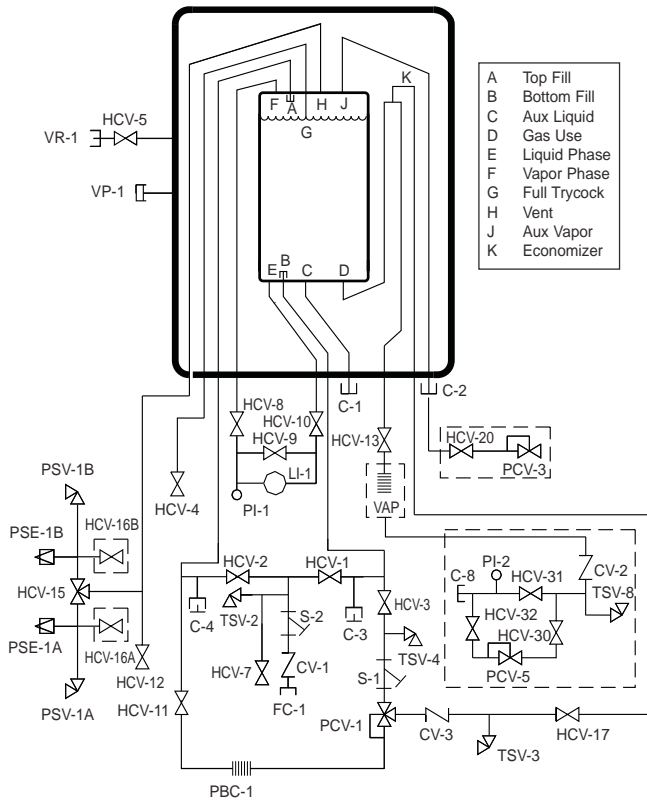 K
F
A
H
J
G
A Top Fill
B Bottom Fill
C Aux Liquid
D Gas Use
E Liquid Phase
F Vapor Phase
G Full Trycock
H Vent
J Aux Vapor
K Economizer
HCV-5
VR-1
VP-1
E
B
C
D
C-1
C-2
HCV-8
HCV-10
HCV-9
HCV-13
HCV-20
PCV-3
HCV-4
LI-1
PI-1
VAP
PSV-1B
HCV-16B
PSE-1B
HCV-15
PSE-1A
HCV-16A
PSV-1A
HCV-12
HCV-11
HCV-2
HCV-1
C-4
TSV-2
S-2
C-3
HCV-3
TSV-4
HCV-7
CV-1
FC-1
S-1
PCV-1
C-8
PI-2
HCV-31
CV-2
TSV-8
HCV-32
HCV-30
PCV-5
CV-3
TSV-3
HCV-17
PBC-1